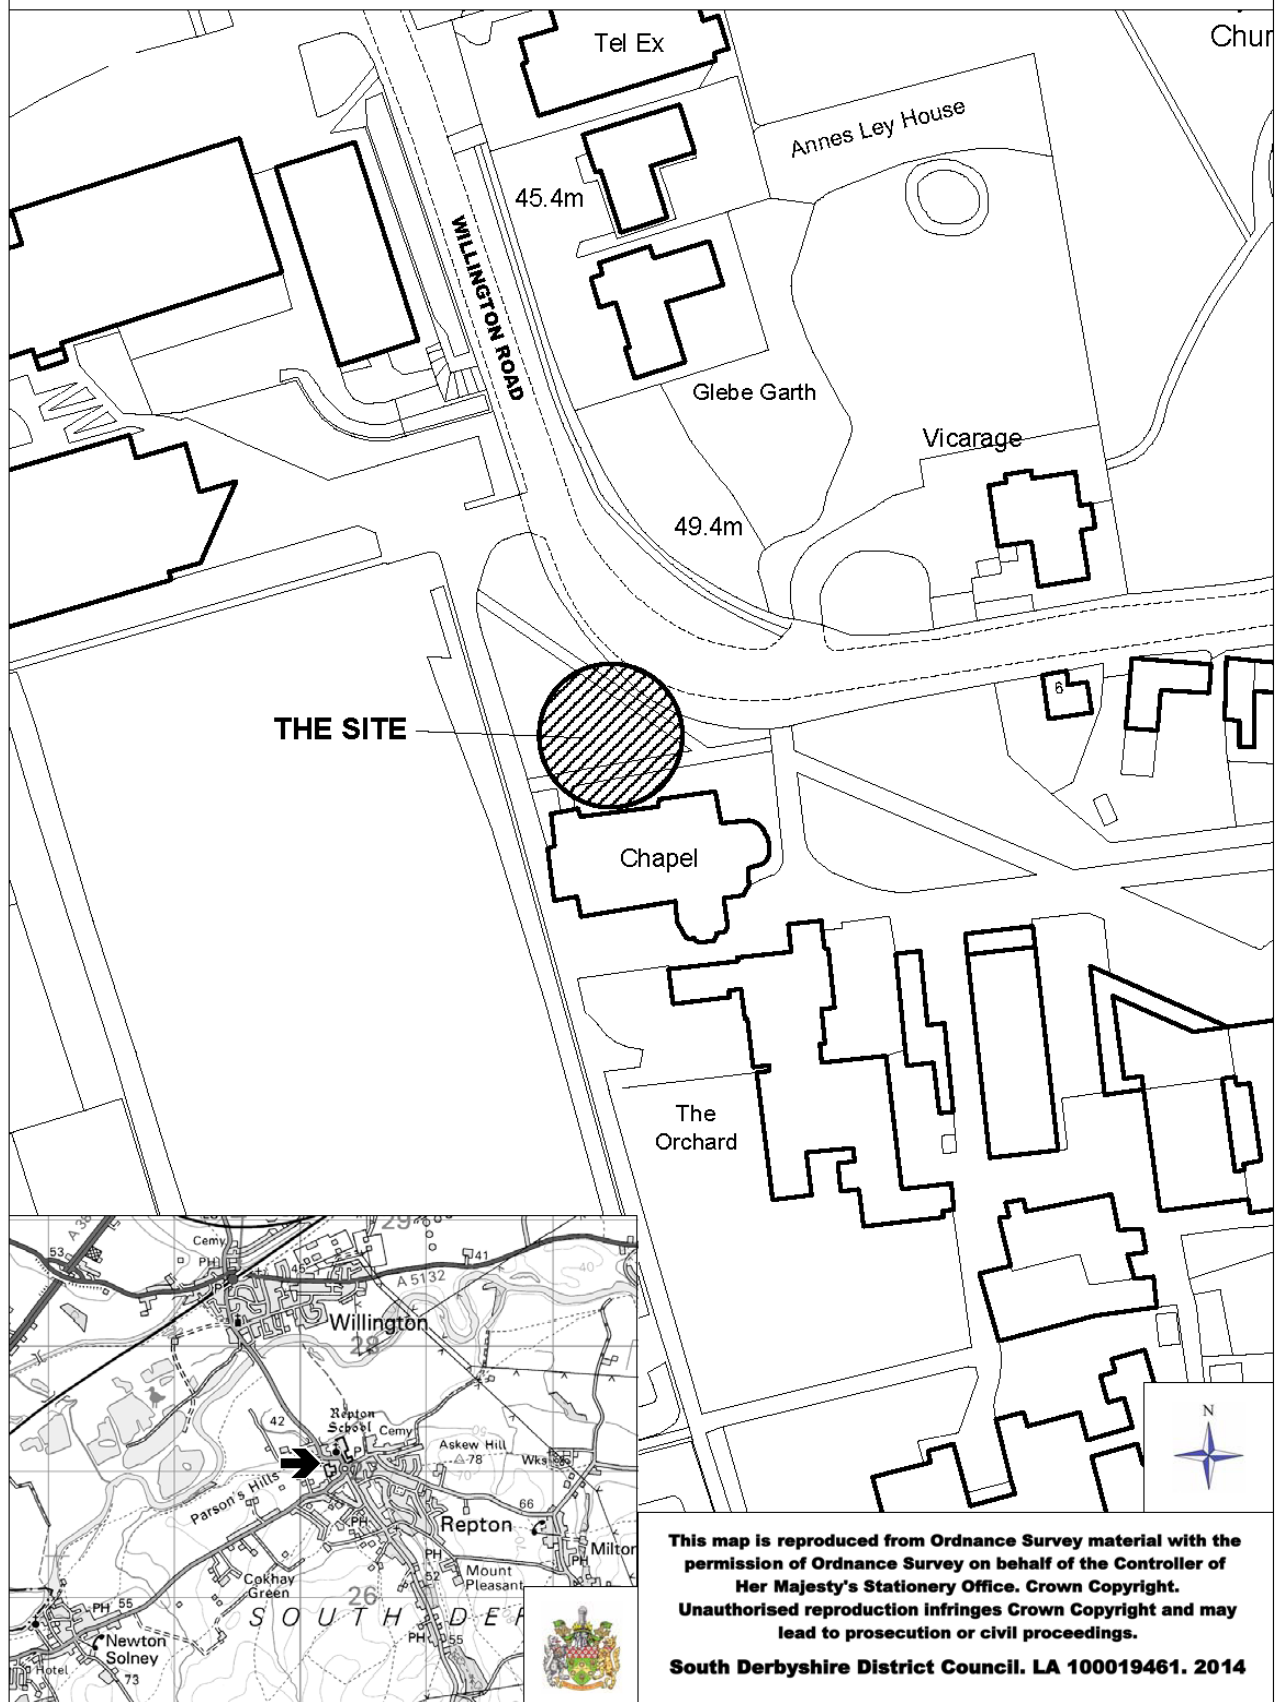 Tel Ex
Chur
Annes Ley House
45.4m
WILLINGTON ROAD
Glebe Garth
Vicarage
49.4m
6
THE SITE
Chapel
The
Orchard
29
A 38
53
Cemy
PH
41
40
A 5132
Willington
28
42
Repton
School
P
Cemy
Askew Hill
78
70
50
Wks
Parson's Hills
66
PH
Repton
Milton
PH
PH
52
Mount
Pleasant
Cokhay
Green
26
SOUTH DER
PH
55
PH
55
Newton
Solney
Hotel
73
N
This map is reproduced from Ordnance Survey material with the
permission of Ordnance Survey on behalf of the Controller of
Her Majesty's Stationery Office. Crown Copyright.
Unauthorised reproduction infringes Crown Copyright and may
lead to prosecution or civil proceedings.
South Derbyshire District Council. LA 100019461. 2014